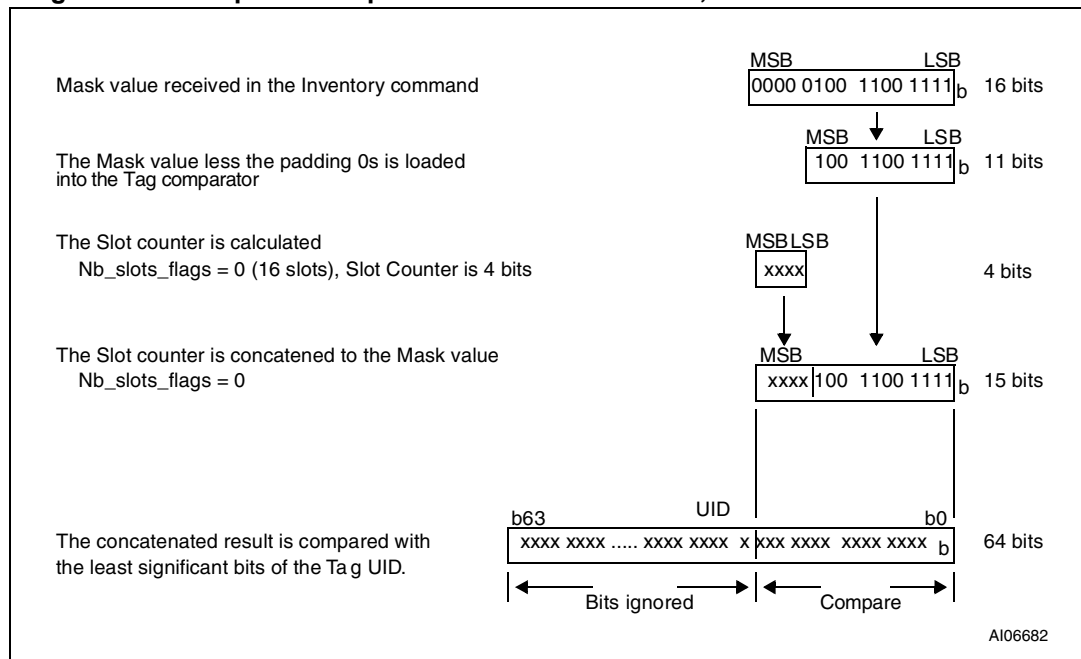 MSB LSB
Mask value received in the Inventory command 0000 0100 1100 1111 b 16 bits
MSB LSB
The Mask value less the padding 0s is loaded
into the Tag comparator 100 1100 1111 b 11 bits
The Slot counter is calculated MSB LSB
Nb_slots_flags = 0 (16 slots), Slot Counter is 4 bits xxxx 4 bits
The Slot counter is concatened to the Mask value MSB LSB
Nb_slots_flags = 0 xxxx 100 1100 1111 b 15 bits
UID
b63 b0
The concatenated result is compared with xxxx xxxx ..... xxxx xxxx x xxx xxxx xxxx xxxx b 64 bits
the least significant bits of the Tag UID.
Bits ignored Compare
AI06682